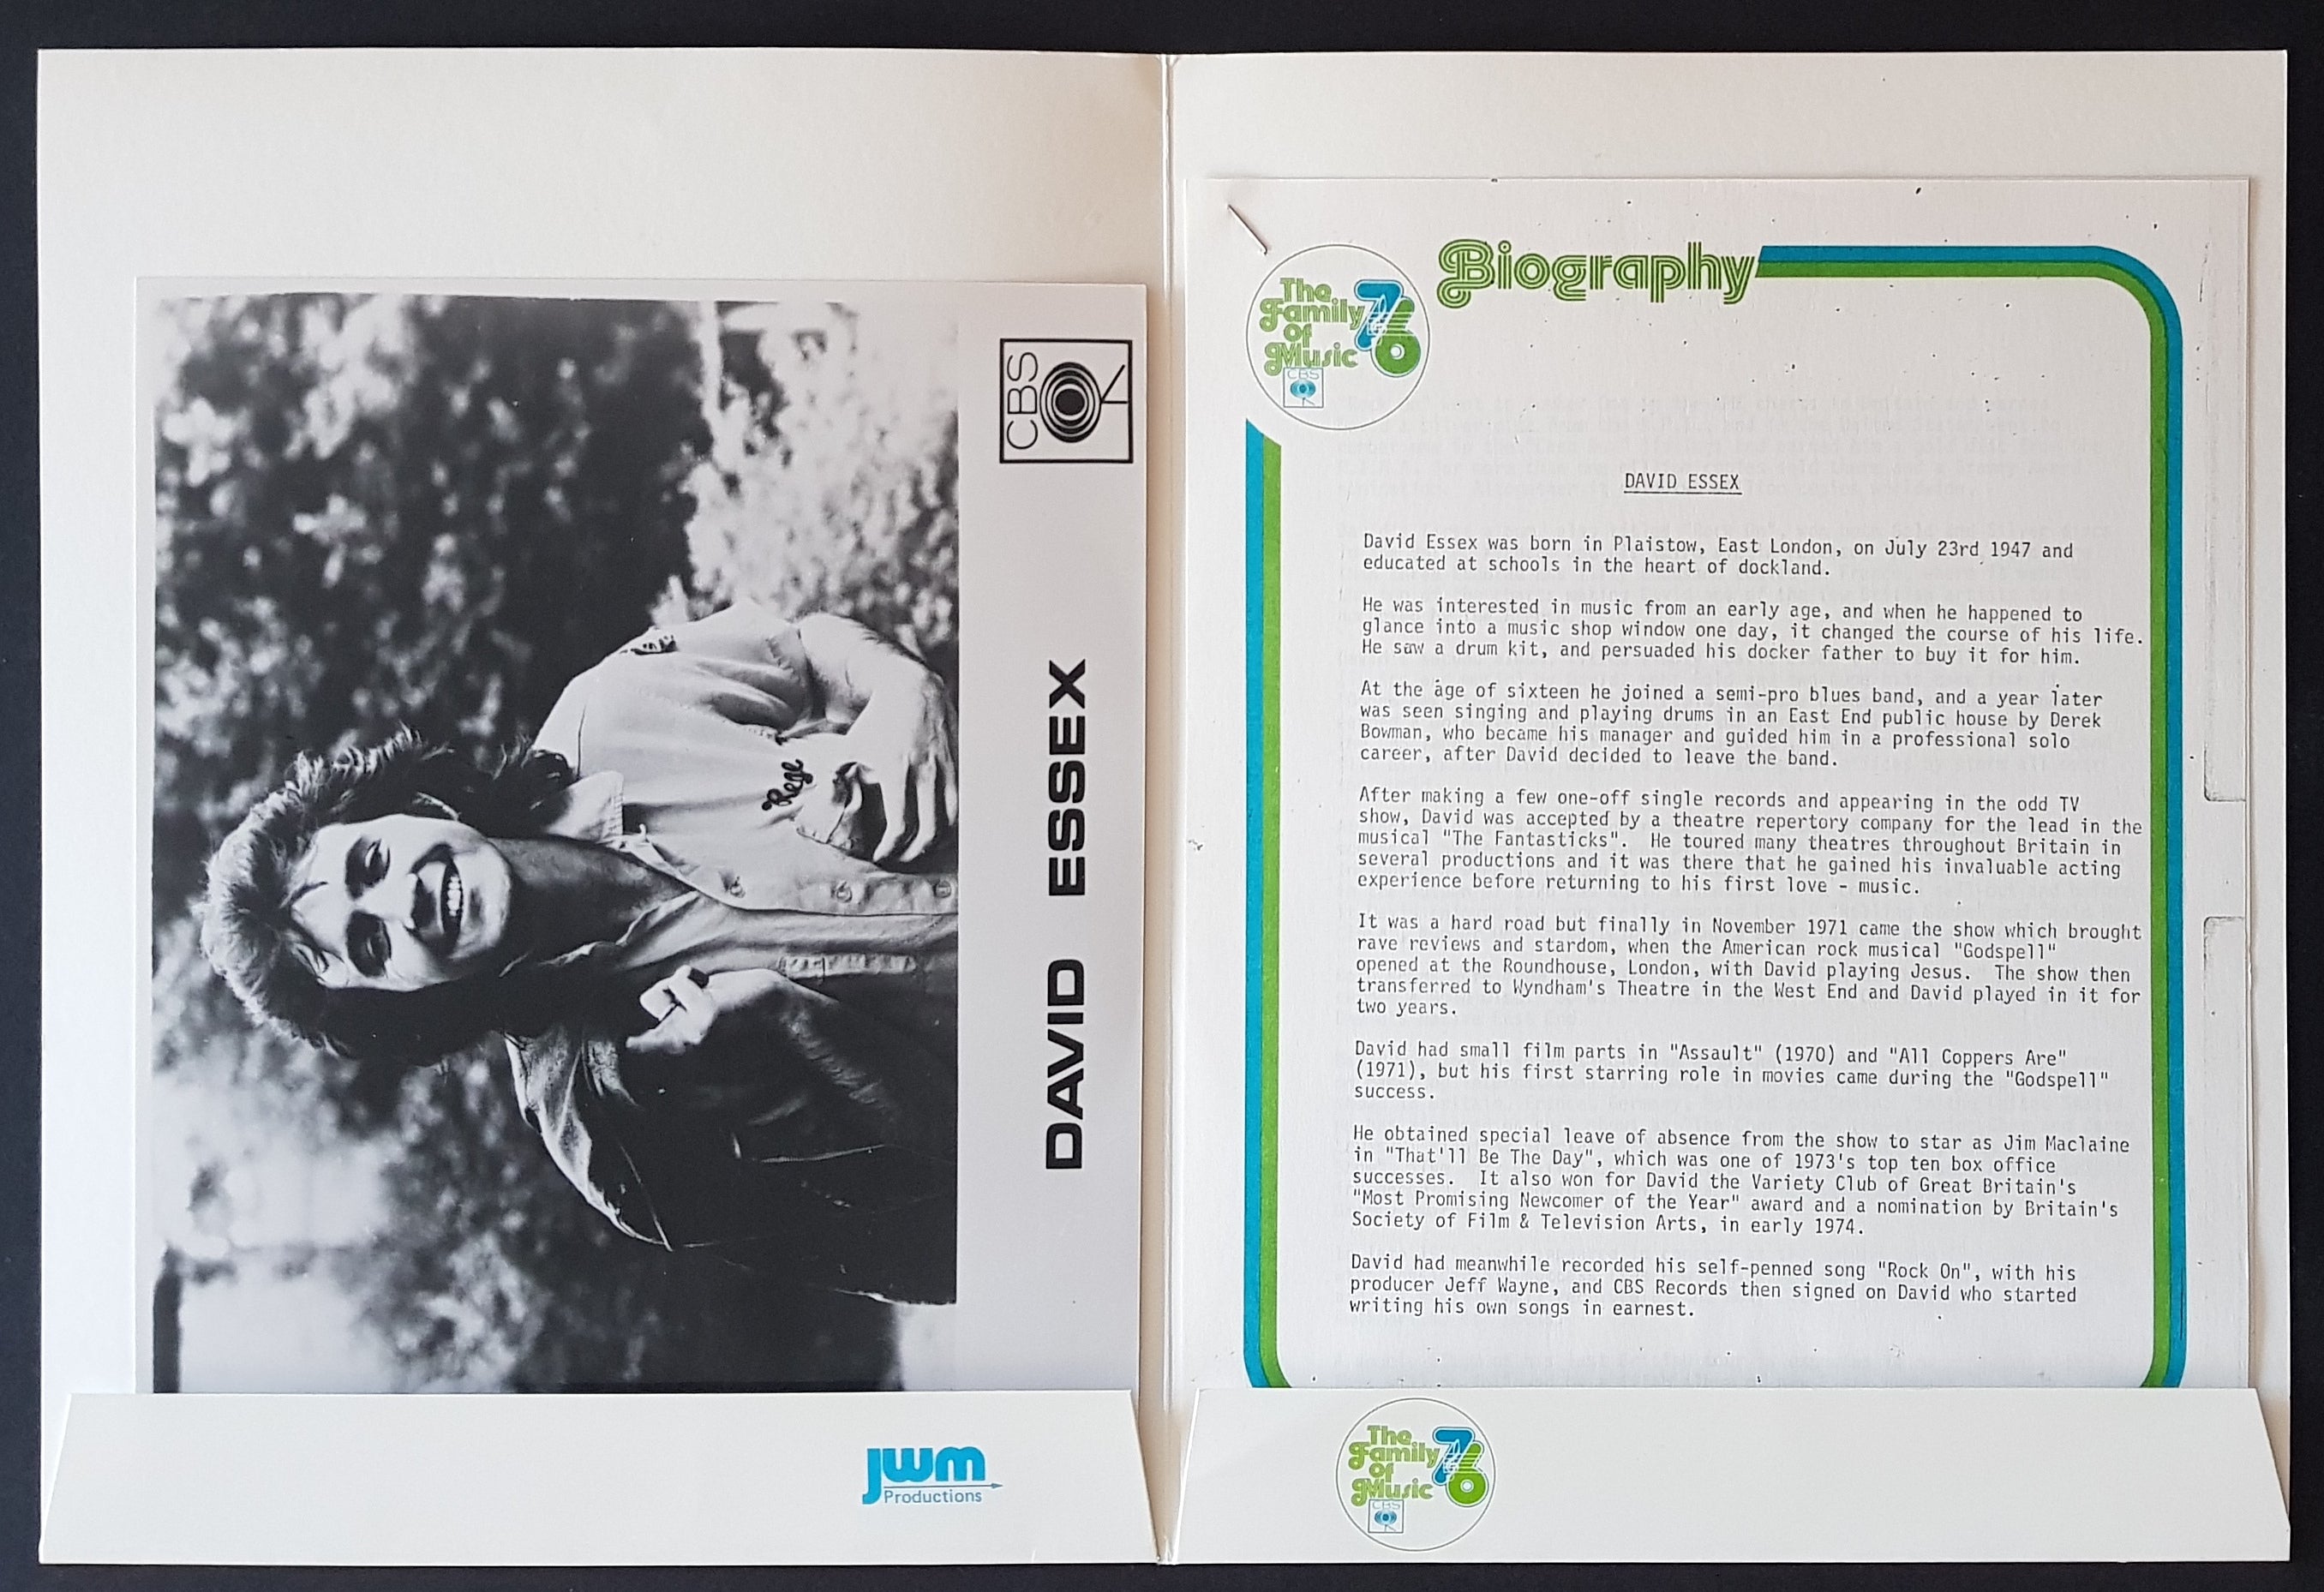 CBS
DAVID ESSEX
Rege
JWM
Productions
The
Family
Of
Music
76
CBS
Biography
DAVID ESSEX
David Essex was born in Plaistow, East London, on July 23rd 1947 and
educated at schools in the heart of dockland.
He was interested in music from an early age, and when he happened to
glance into a music shop window one day, it changed the course of his life.
He saw a drum kit, and persuaded his docker father to buy it for him.
At the age of sixteen he joined a semi-pro blues band, and a year later
was seen singing and playing drums in an East End public house by Derek
Bowman, who became his manager and guided him in a professional solo
career, after David decided to leave the band.
After making a few one-off single records and appearing in the odd TV
show, David was accepted by a theatre repertory company for the lead in the
musical "The Fantasticks". He toured many theatres throughout Britain in
several productions and it was there that he gained his invaluable acting
experience before returning to his first love - music.
It was a hard road but finally in November 1971 came the show which brought
rave reviews and stardom, when the American rock musical "Godspell"
opened at the Roundhouse, London, with David playing Jesus. The show then
transferred to Wyndham's Theatre in the West End and David played in it for
two years.
David had small film parts in "Assault" (1970) and "All Coppers Are"
(1971), but his first starring role in movies came during the "Godspell"
success.
He obtained special leave of absence from the show to star as Jim Maclaine
in "That'll Be The Day", which was one of 1973's top ten box office
successes. It also won for David the Variety Club of Great Britain's
"Most Promising Newcomer of the Year" award and a nomination by Britain's
Society of Film & Television Arts, in early 1974.
David had meanwhile recorded his self-penned song "Rock On", with his
producer Jeff Wayne, and CBS Records then signed on David who started
writing his own songs in earnest.
The
Family
Of
Music
76
CBS